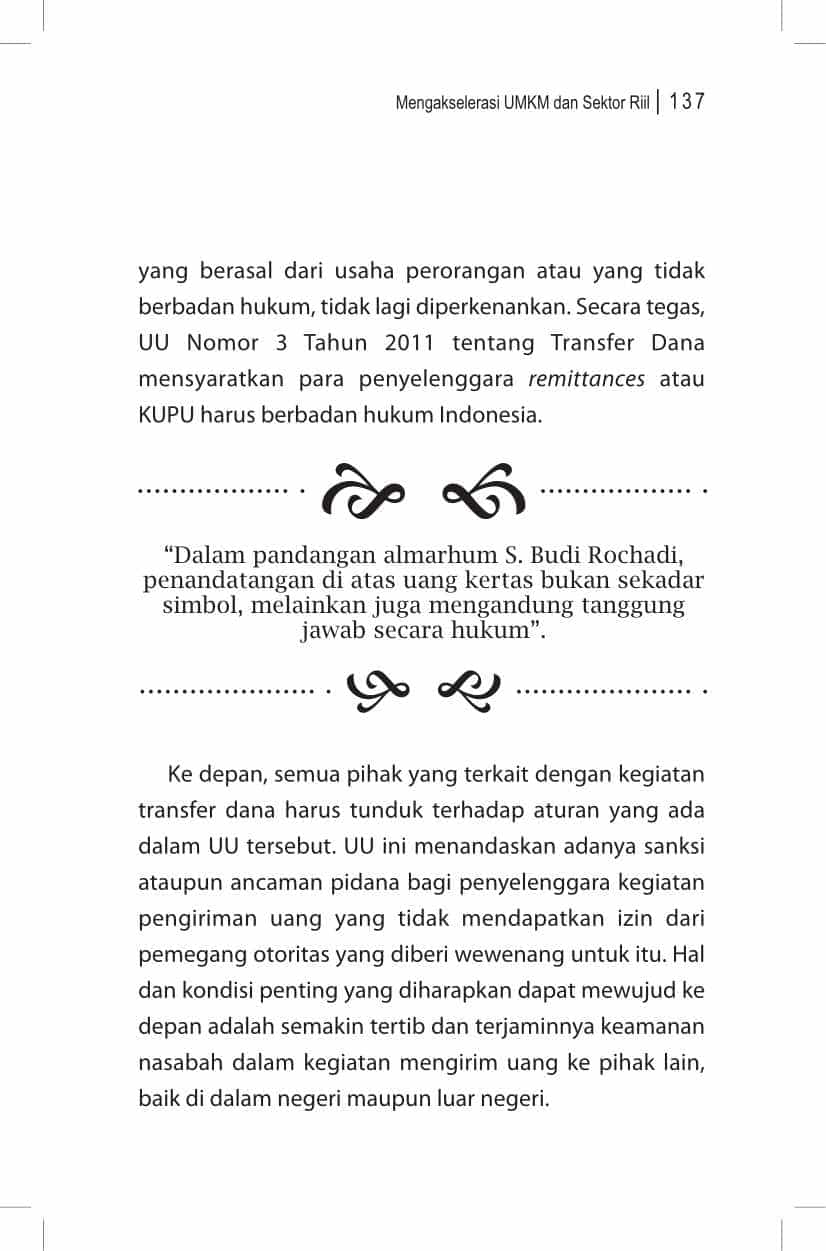 Mengakselerasi UMKM dan Sektor Riil | 137
yang berasal dari usaha perorangan atau yang tidak
berbadan hukum, tidak lagi diperkenankan. Secara tegas,
UU Nomor 3 Tahun 2011 tentang Transfer Dana
mensyaratkan para penyelenggara remittances atau
KUPU harus berbadan hukum Indonesia.
“Dalam pandangan almarhum S. Budi Rochadi,
penandatangan di atas uang kertas bukan sekadar
simbol, melainkan juga mengandung tanggung
jawab secara hukum”.
Ke depan, semua pihak yang terkait dengan kegiatan
transfer dana harus tunduk terhadap aturan yang ada
dalam UU tersebut. UU ini menandaskan adanya sanksi
ataupun ancaman pidana bagi penyelenggara kegiatan
pengiriman uang yang tidak mendapatkan izin dari
pemegang otoritas yang diberi wewenang untuk itu. Hal
dan kondisi penting yang diharapkan dapat mewujud ke
depan adalah semakin tertib dan terjaminnya keamanan
nasabah dalam kegiatan mengirim uang ke pihak lain,
baik di dalam negeri maupun luar negeri.